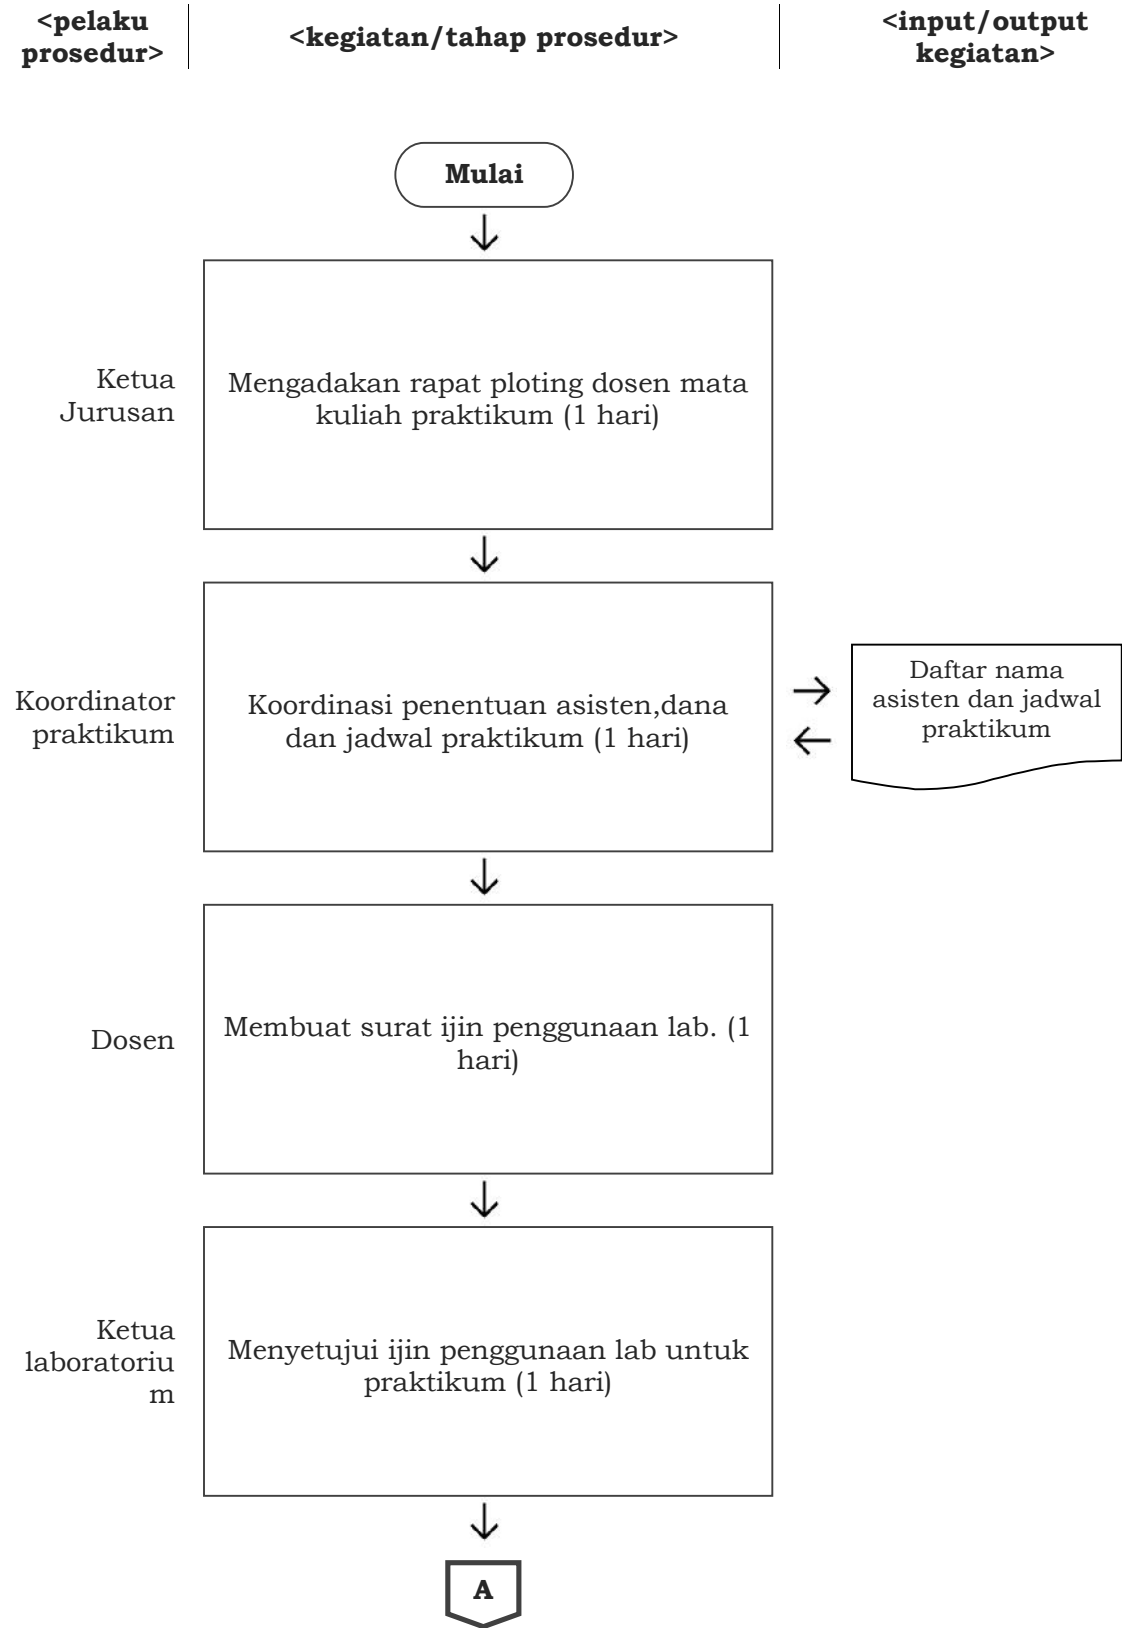 <pelaku
prosedur>
<kegiatan/tahap prosedur>
<input/output
kegiatan>
Mulai
Ketua
Jurusan
Mengadakan rapat ploting dosen mata
kuliah praktikum (1 hari)
Koordinator
praktikum
Koordinasi penentuan asisten,dana
dan jadwal praktikum (1 hari)
Daftar nama
asisten dan jadwal
praktikum
Dosen
Membuat surat ijin penggunaan lab. (1
hari)
Ketua
laboratoriu
m
Menyetujui ijin penggunaan lab untuk
praktikum (1 hari)
A